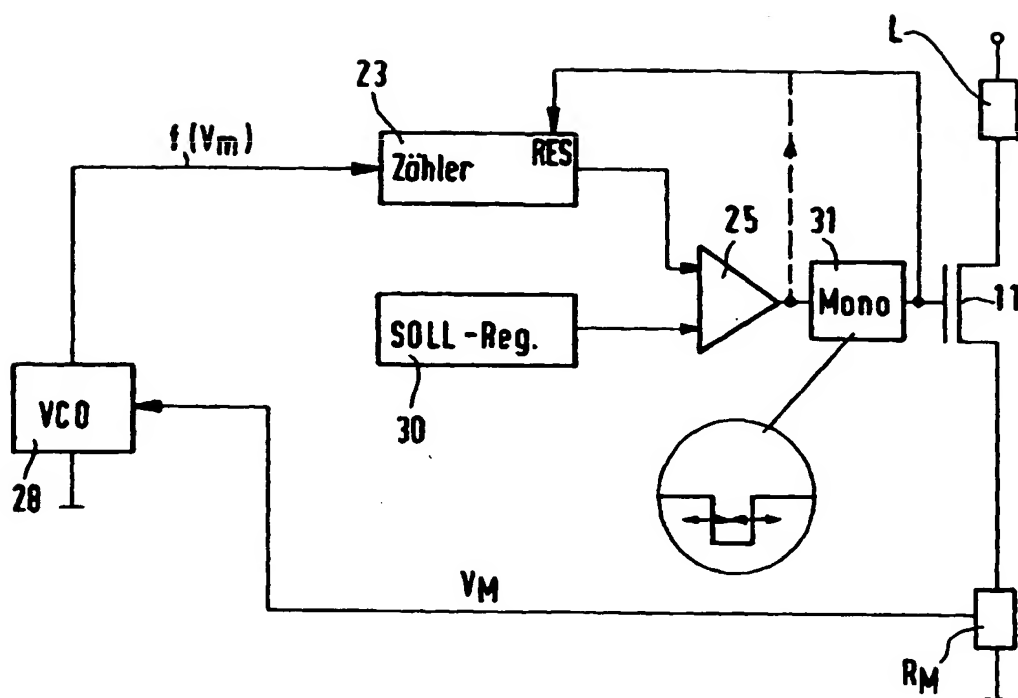 L
23
f(Vm)
RES
Zähler
25
31
Mono
11
SOLL-Reg.
30
VCO
28
VM
RM